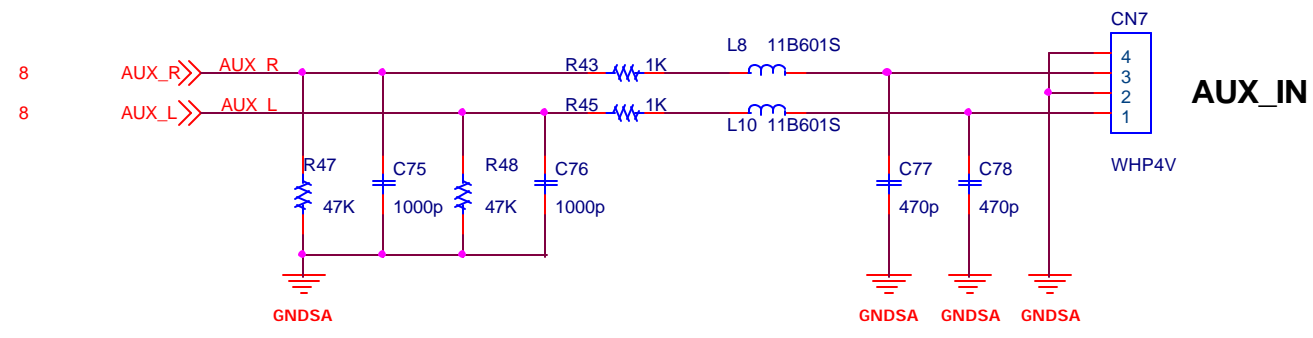 CN7
L8 11B601S
8 AUX_R AUX_R R43 1K 4
3
8 AUX_L AUX_L R45 1K 2
1
AUX_IN
L10 11B601S
R47 C75 R48 C76 C77 C78 WHP4V
47K 1000p 47K 1000p 470p 470p
GNDSA GNDSA GNDSA GNDSA